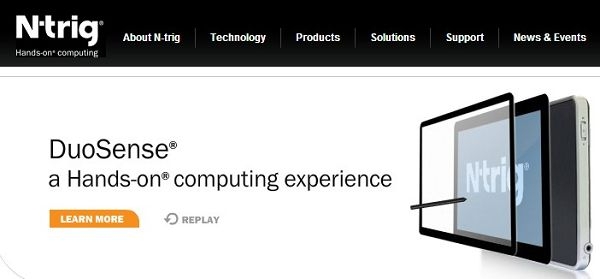 N-trig®
Hands-on® computing
About N-trig Technology Products Solutions Support News & Events
DuoSense®
a Hands-on® computing experience
LEARN MORE REPLAY
N-trig